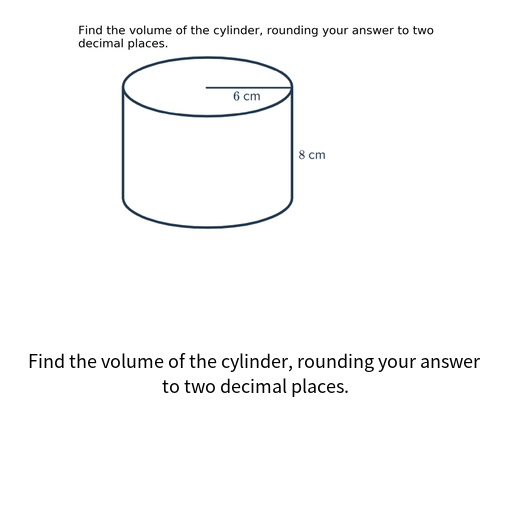 Find the volume of the cylinder, rounding your answer to two
decimal places.
6 cm
8 cm
Find the volume of the cylinder, rounding your answer
to two decimal places.